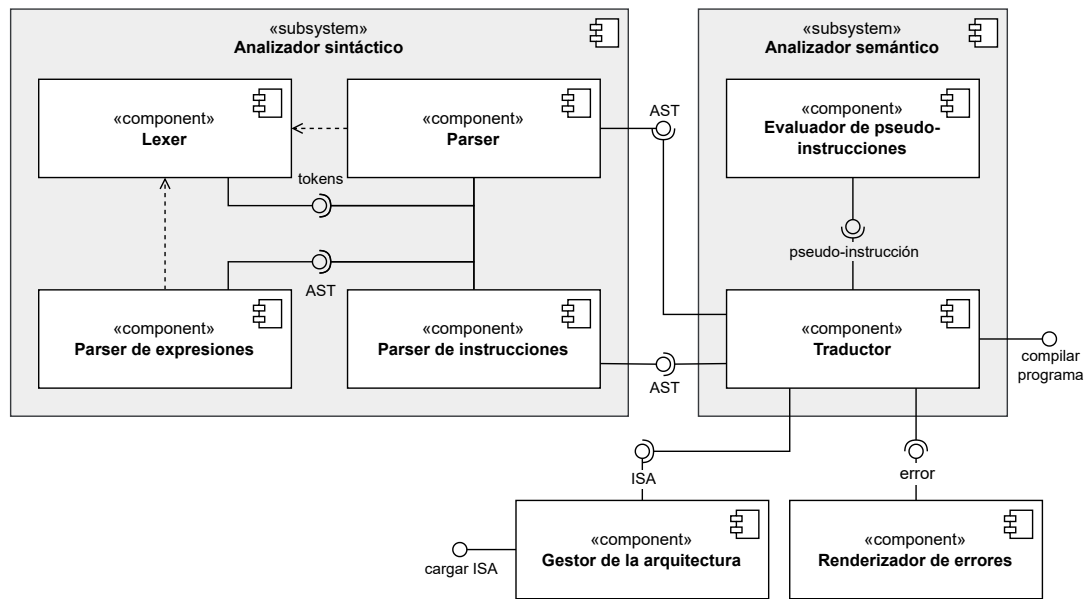 «subsystem»
Analizador sintáctico
«component»
Lexer
«component»
Parser
tokens
AST
«component»
Parser de expresiones
«component»
Parser de instrucciones
AST
AST
«subsystem»
Analizador semántico
«component»
Evaluador de pseudo-
instrucciones
pseudo-instrucción
«component»
Traductor
compilar
programa
ISA
error
cargar ISA
«component»
Gestor de la arquitectura
«component»
Renderizador de errores